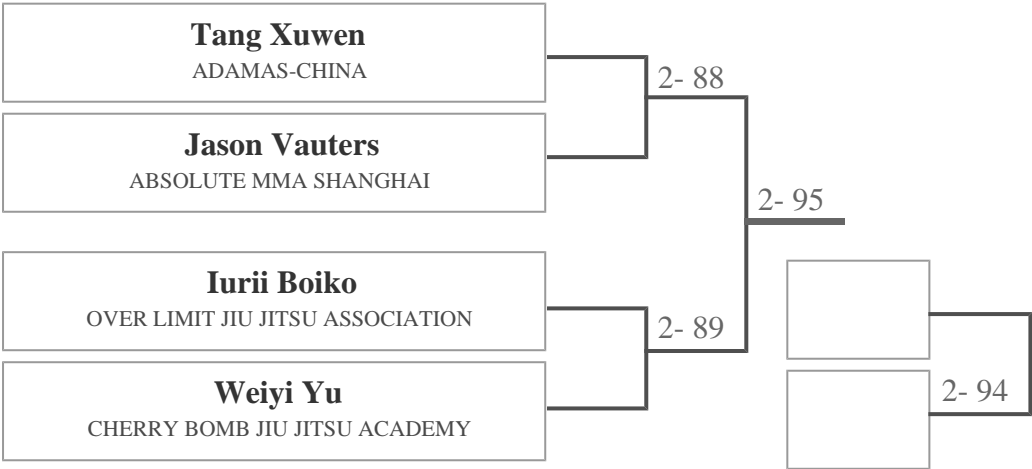 Tang Xuwen
ADAMAS-CHINA
2- 88
Jason Vauters
ABSOLUTE MMA SHANGHAI
2- 95
Iurii Boiko
OVER LIMIT JIU JITSU ASSOCIATION
2- 89
Weiyi Yu
CHERRY BOMB JIU JITSU ACADEMY
2- 94